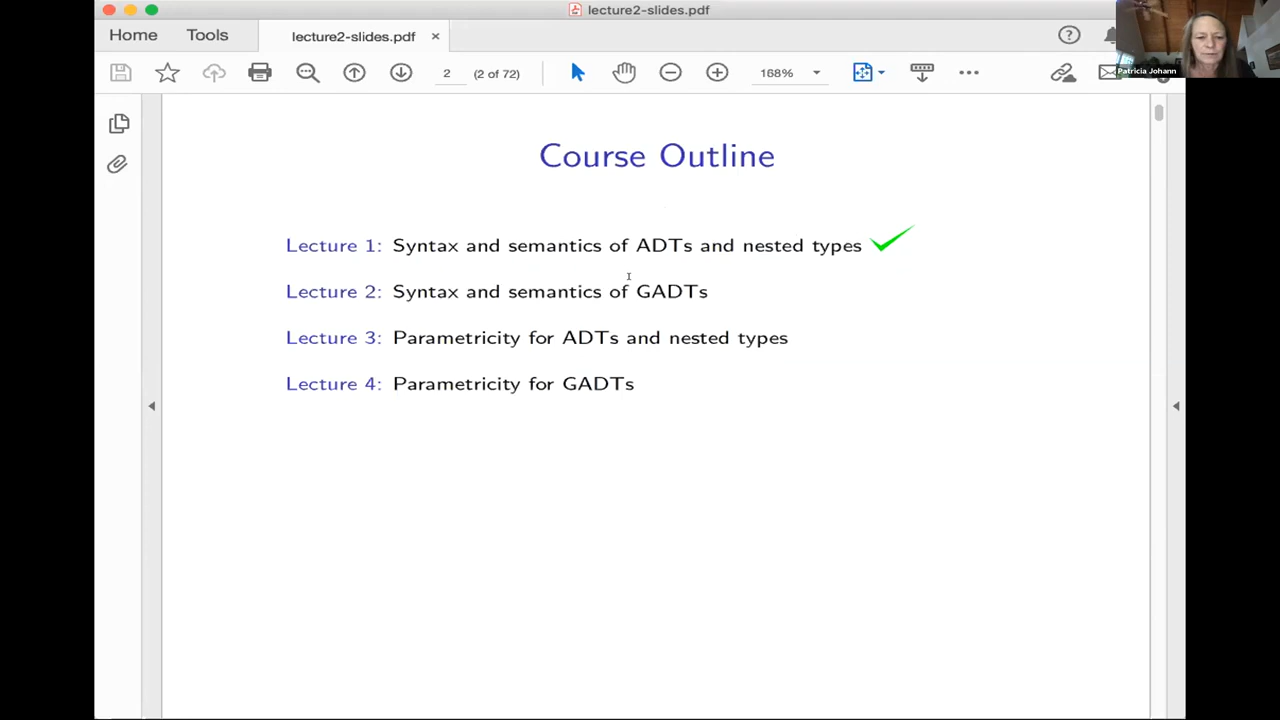 lecture2-slides.pdf
Home
Tools
lecture2-slides.pdf
2
(2 of 72)
168%
Patricia Johann
Course Outline
Lecture 1: Syntax and semantics of ADTs and nested types
Lecture 2: Syntax and semantics of GADTs
Lecture 3: Parametricity for ADTs and nested types
Lecture 4: Parametricity for GADTs